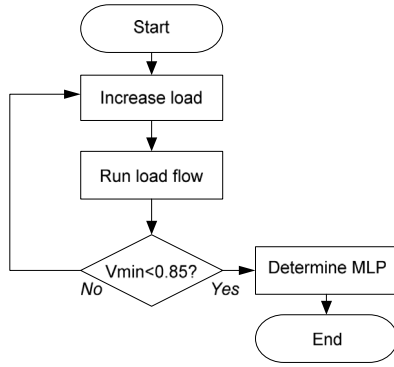 Start
Increase load
Run load flow
Vmin<0.85?
No
Yes
Determine MLP
End